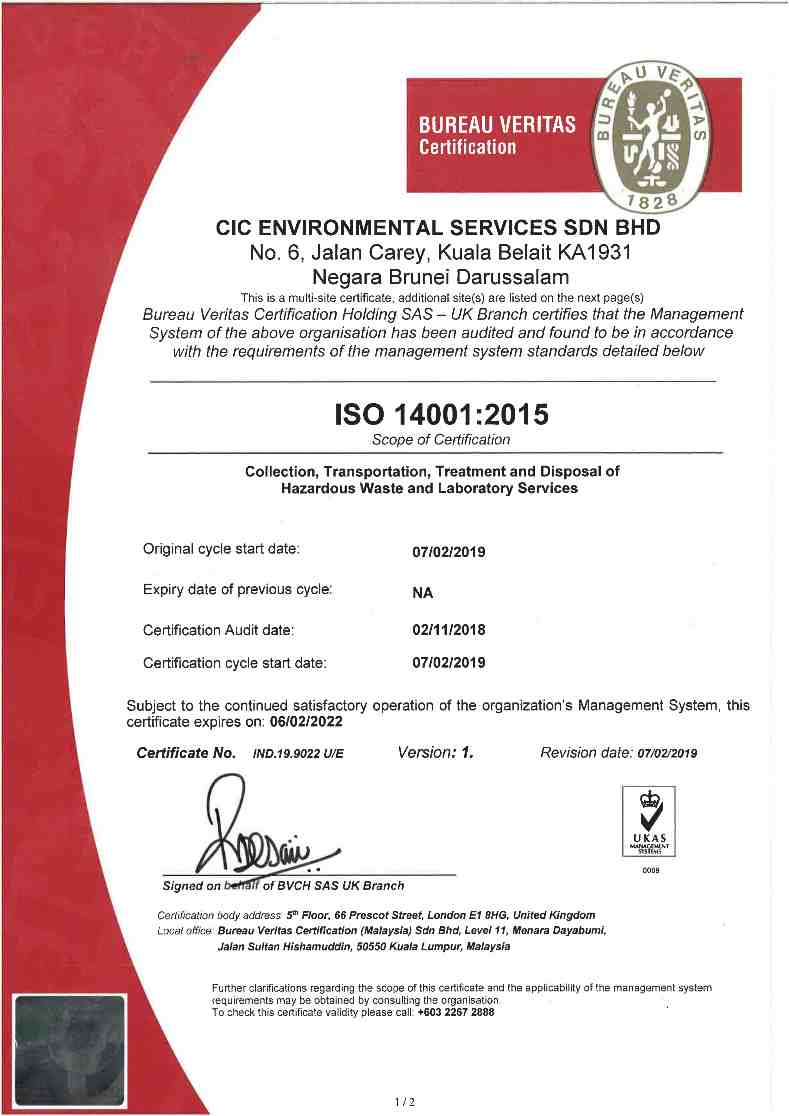 BUREAU VERITAS
Certification
BUREAU VERITAS
1828
CIC ENVIRONMENTAL SERVICES SDN BHD
No. 6, Jalan Carey, Kuala Belait KA1931
Negara Brunei Darussalam
This is a multi-site certificate, additional site(s) are listed on the next page(s)
Bureau Veritas Certification Holding SAS – UK Branch certifies that the Management
System of the above organisation has been audited and found to be in accordance
with the requirements of the management system standards detailed below
ISO 14001:2015
Scope of Certification
Collection, Transportation, Treatment and Disposal of
Hazardous Waste and Laboratory Services
Original cycle start date: 07/02/2019
Expiry date of previous cycle: NA
Certification Audit date: 02/11/2018
Certification cycle start date: 07/02/2019
Subject to the continued satisfactory operation of the organization's Management System, this
certificate expires on: 06/02/2022
Certificate No. IND.19.9022 U/E Version: 1. Revision date: 07/02/2019
UKAS
MANAGEMENT
SYSTEMS
0008
Signed on behalf of BVCH SAS UK Branch
Certification body address: 5th Floor, 66 Prescot Street, London E1 8HG, United Kingdom
Local office: Bureau Veritas Certification (Malaysia) Sdn Bhd, Level 11, Menara Dayabumi,
Jalan Sultan Hishamuddin, 50550 Kuala Lumpur, Malaysia
Further clarifications regarding the scope of this certificate and the applicability of the management system
requirements may be obtained by consulting the organisation.
To check this certificate validity please call: +603 2267 2888
1 / 2